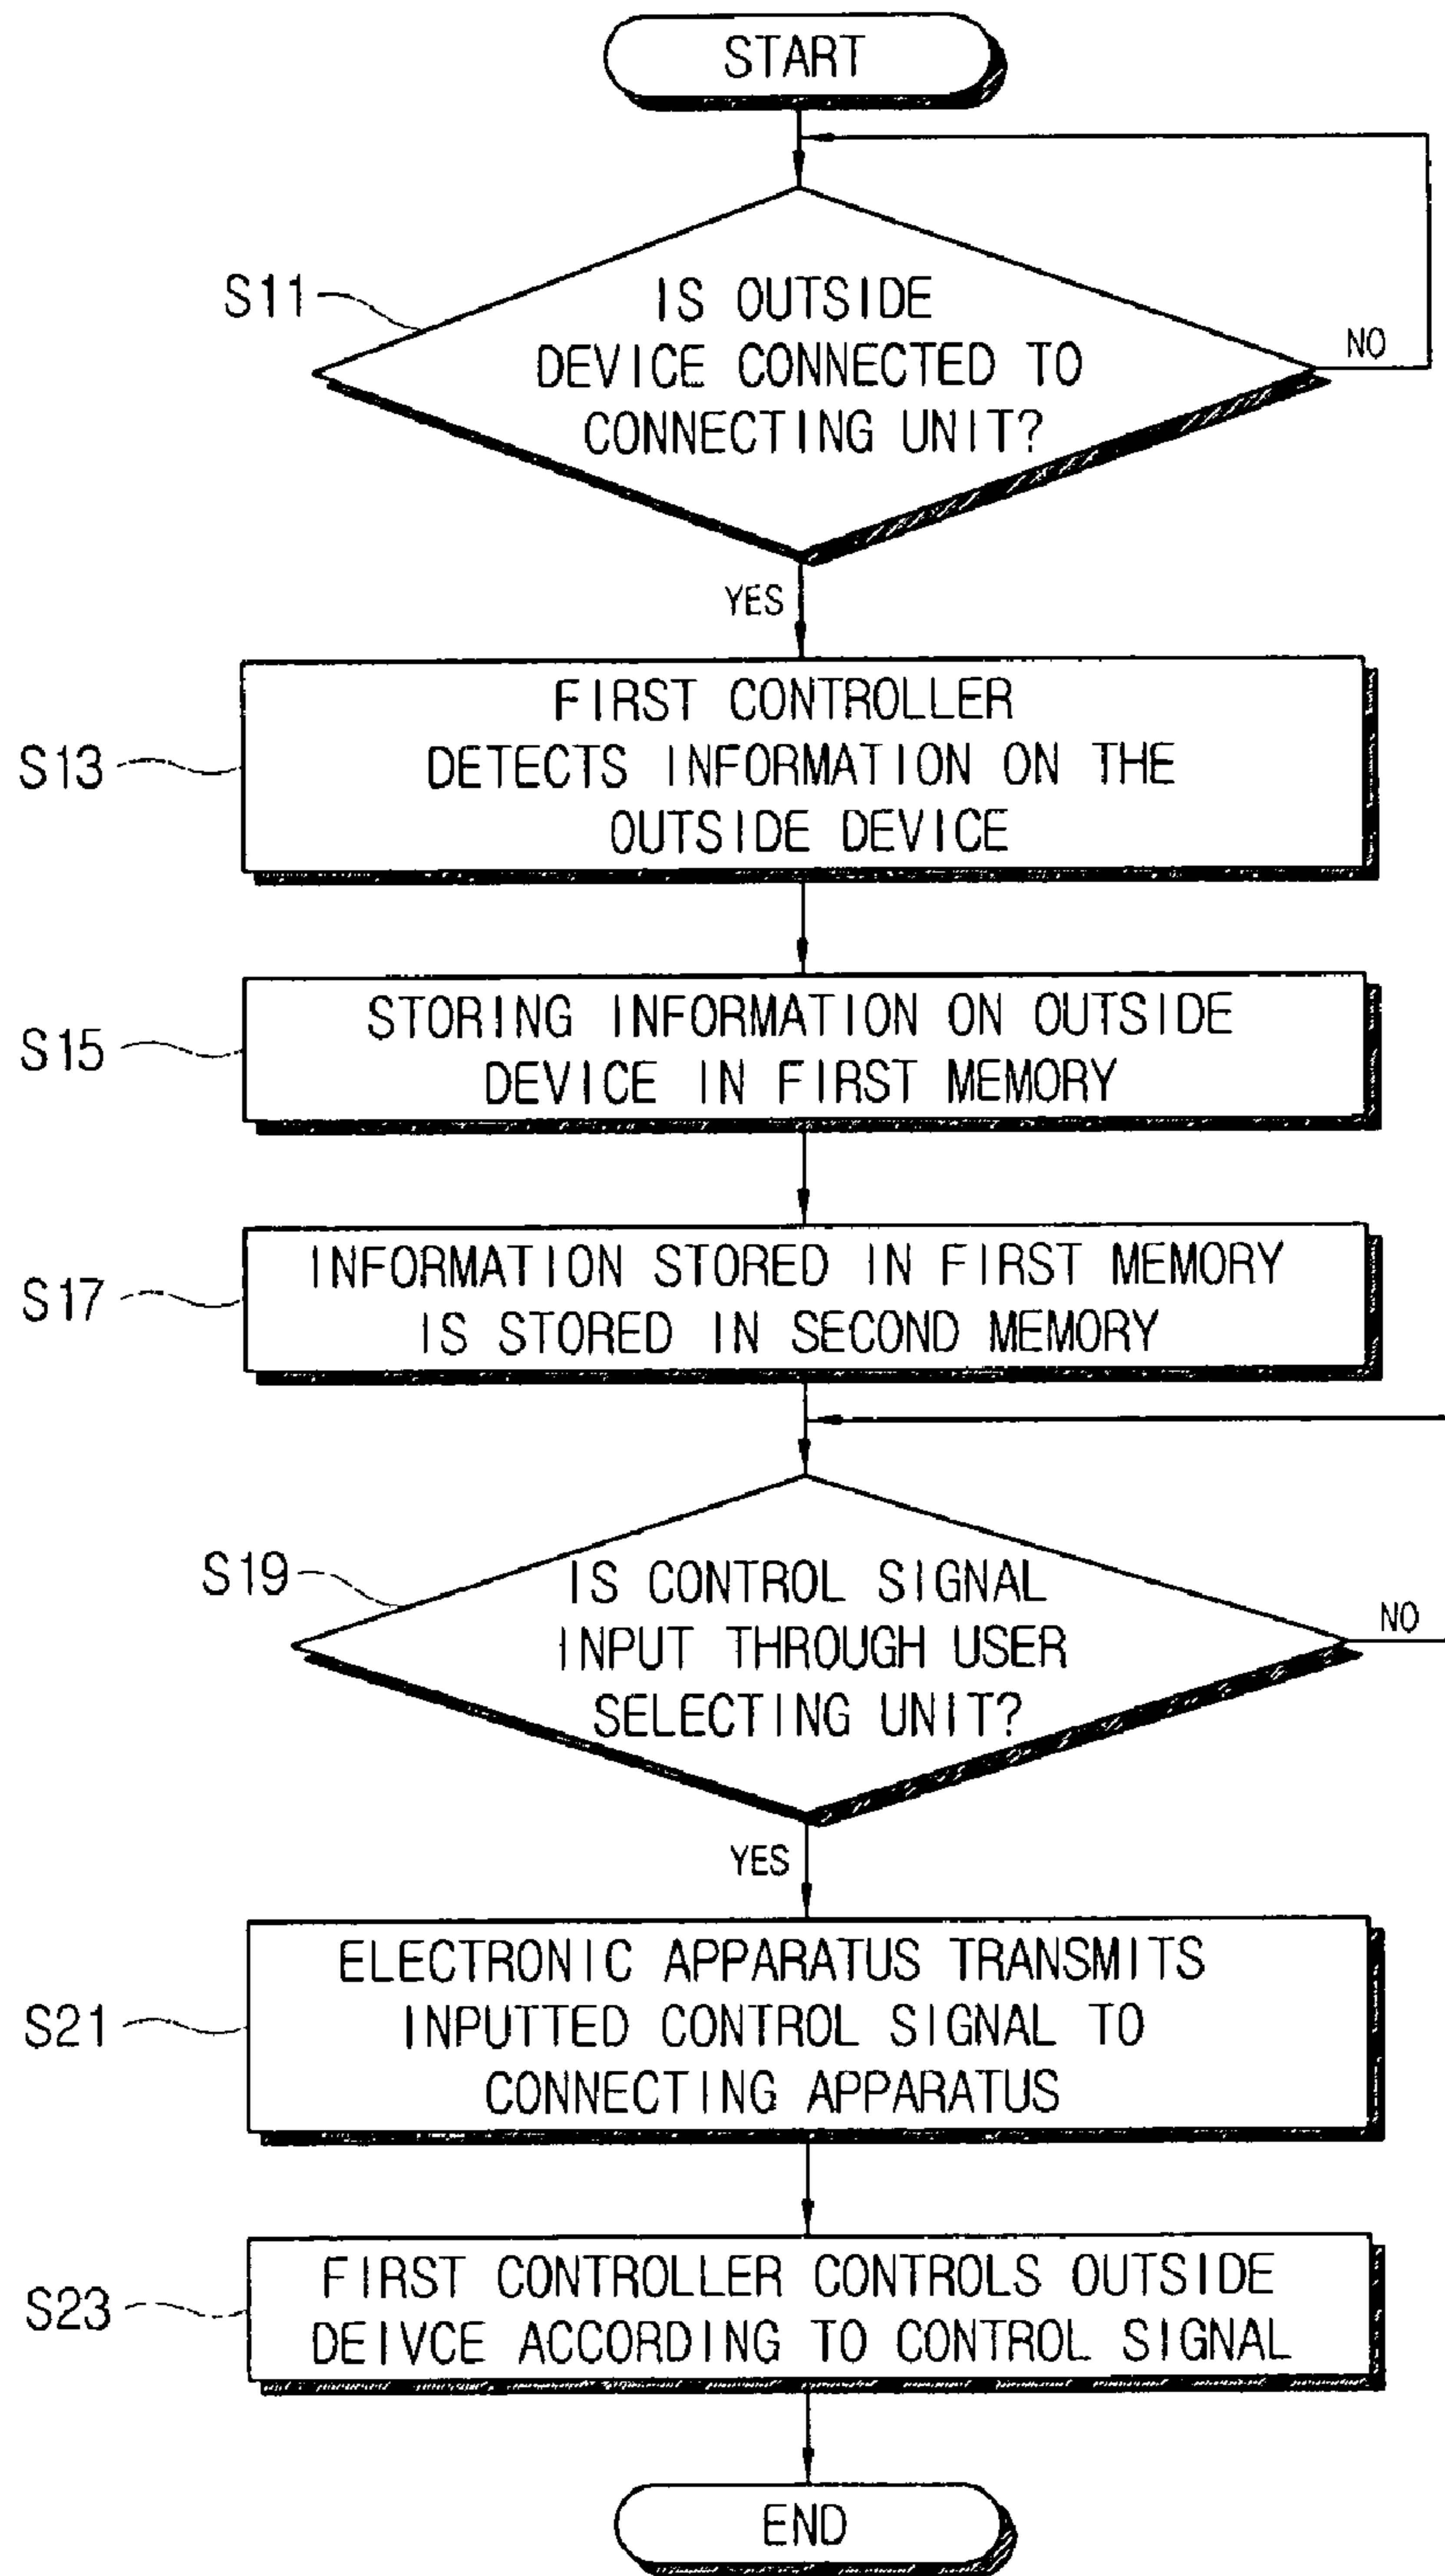 START
S11
IS OUTSIDE
DEVICE CONNECTED TO
CONNECTING UNIT?
NO
YES
S13
FIRST CONTROLLER
DETECTS INFORMATION ON THE
OUTSIDE DEVICE
S15
STORING INFORMATION ON OUTSIDE
DEVICE IN FIRST MEMORY
S17
INFORMATION STORED IN FIRST MEMORY
IS STORED IN SECOND MEMORY
S19
IS CONTROL SIGNAL
INPUT THROUGH USER
SELECTING UNIT?
NO
YES
S21
ELECTRONIC APPARATUS TRANSMITS
INPUTTED CONTROL SIGNAL TO
CONNECTING APPARATUS
S23
FIRST CONTROLLER CONTROLS OUTSIDE
DEIVCE ACCORDING TO CONTROL SIGNAL
END